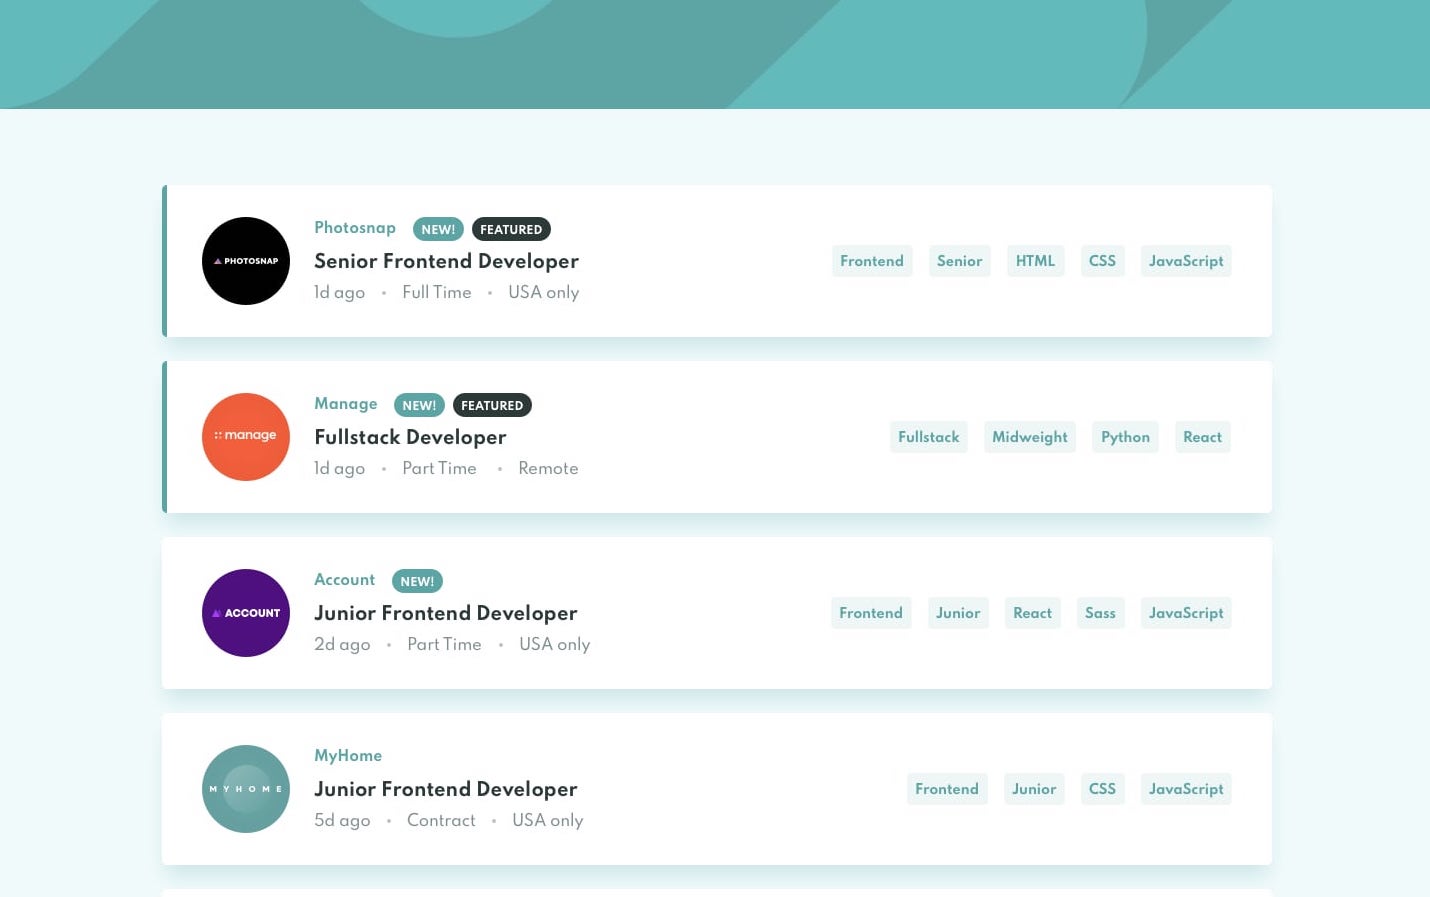 PHOTOSNAP
Photosnap NEW! FEATURED
Senior Frontend Developer
1d ago • Full Time • USA only
Frontend Senior HTML CSS JavaScript
manage
Manage NEW! FEATURED
Fullstack Developer
1d ago • Part Time • Remote
Fullstack Midweight Python React
ACCOUNT
Account NEW!
Junior Frontend Developer
2d ago • Part Time • USA only
Frontend Junior React Sass JavaScript
MYHOME
MyHome
Junior Frontend Developer
5d ago • Contract • USA only
Frontend Junior CSS JavaScript